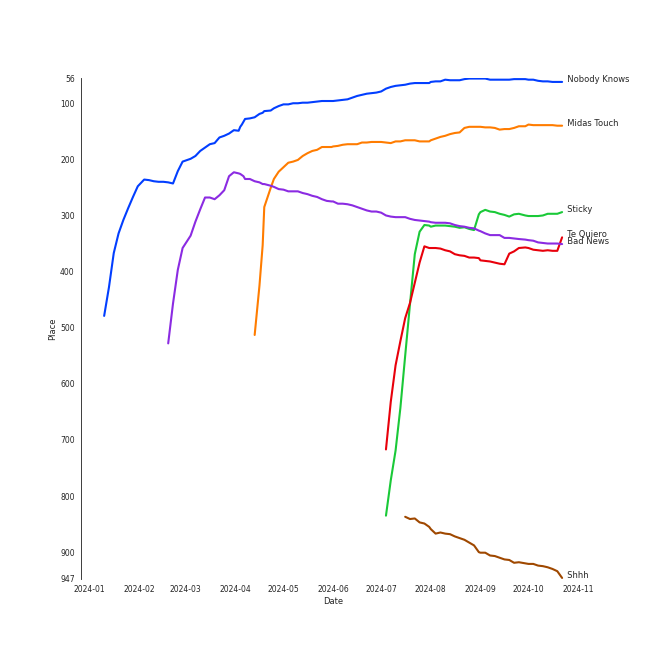 56
100
200
300
400
500
600
700
800
900
947
Place
2024-01
2024-02
2024-03
2024-04
2024-05
2024-06
2024-07
2024-08
2024-09
2024-10
2024-11
Date
Nobody Knows
Midas Touch
Sticky
Te Quiero
Bad News
Shhh